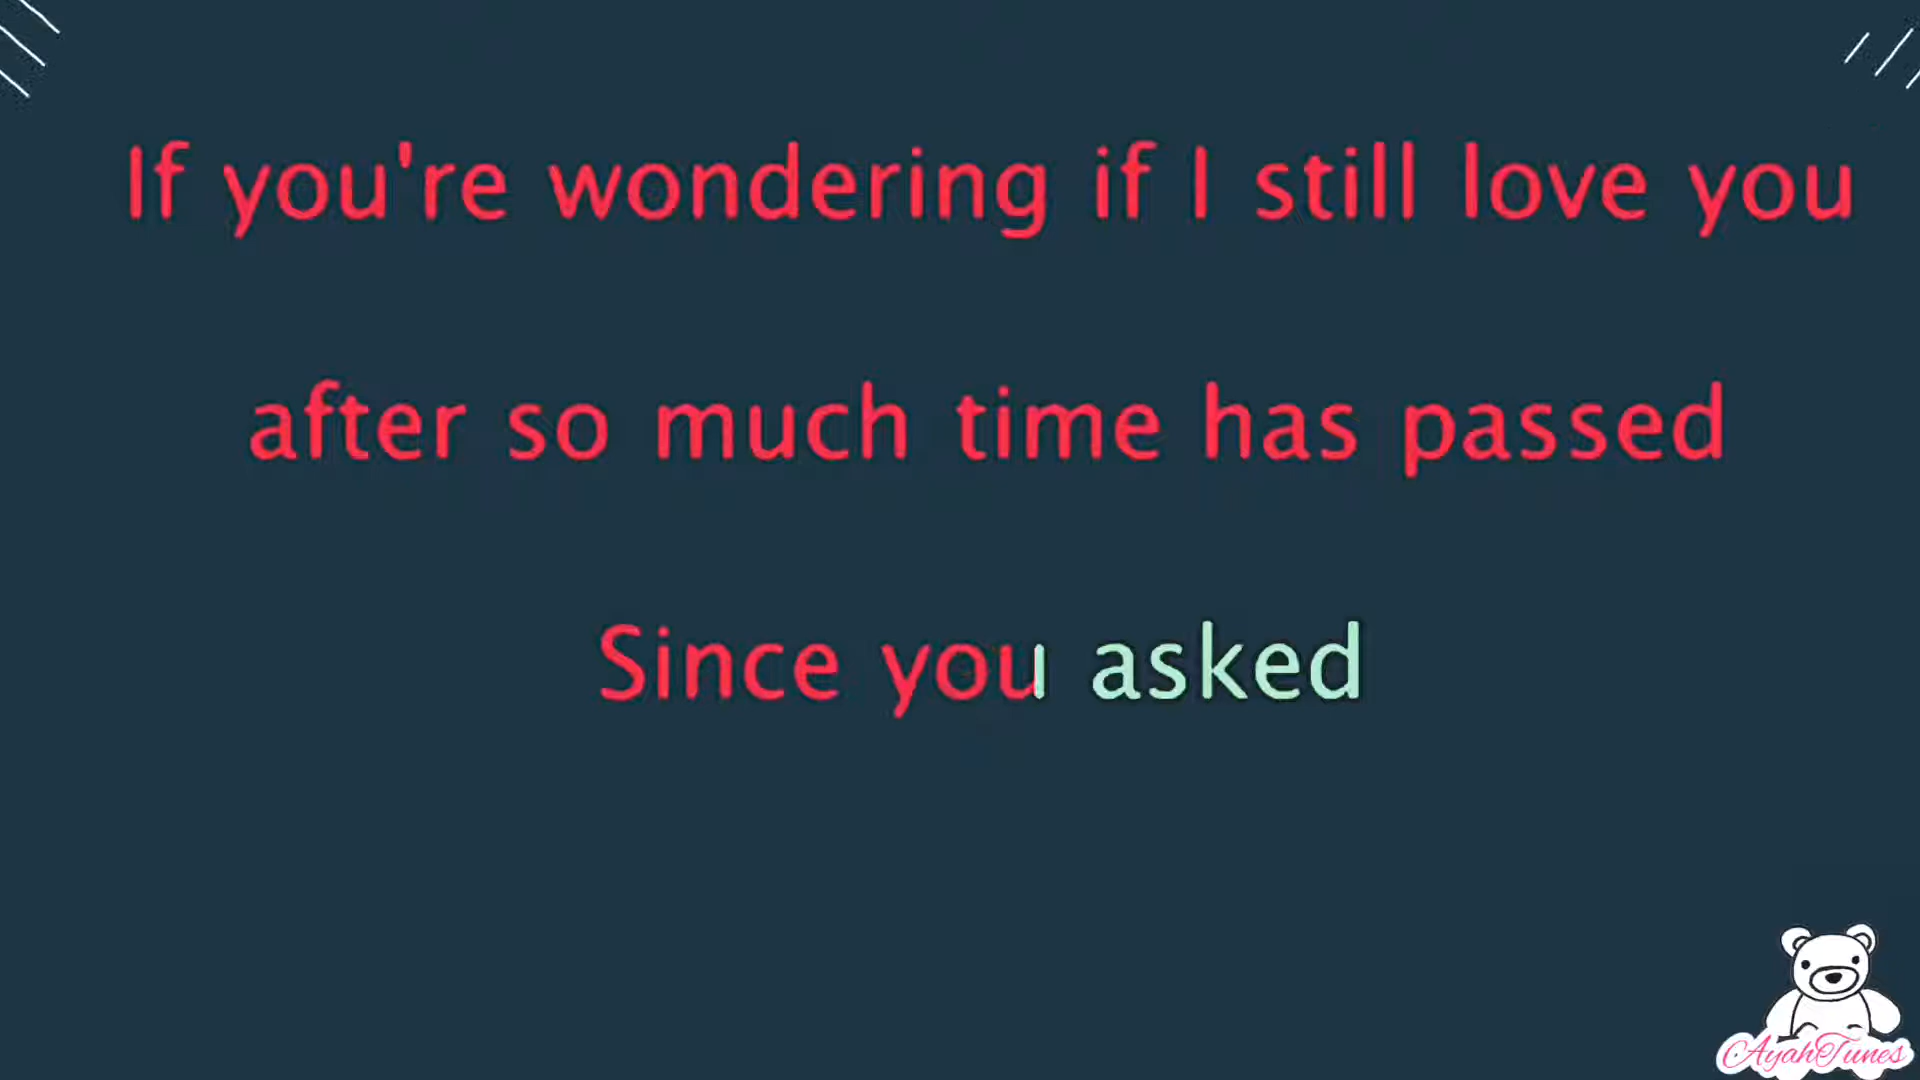 If you're wondering if I still love you
after so much time has passed
Since you asked
AyahTunes